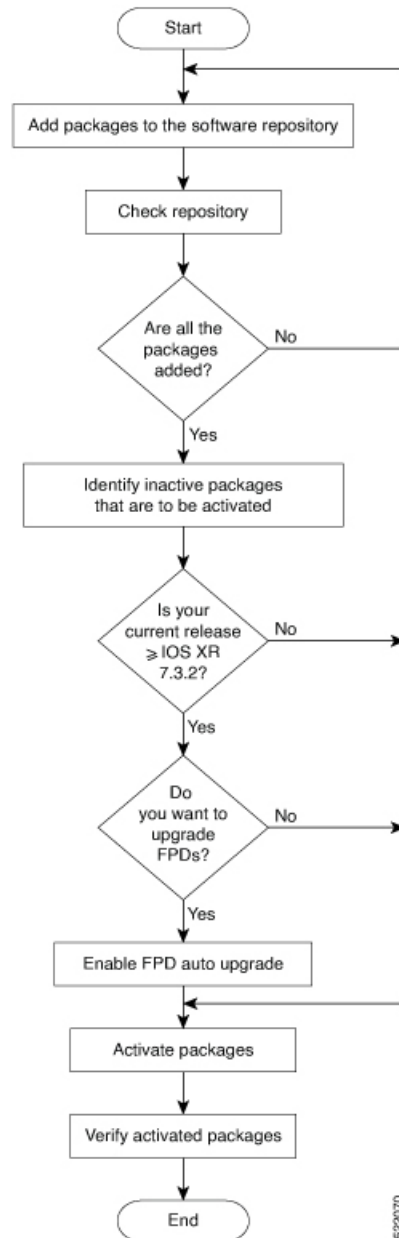 Start
Add packages to the software repository
Check repository
Are all the
packages
added?
No
Yes
Identify inactive packages
that are to be activated
Is your
current release
⩾ IOS XR
7.3.2?
No
Yes
Do
you want to
upgrade
FPDs?
No
Yes
Enable FPD auto upgrade
Activate packages
Verify activated packages
End